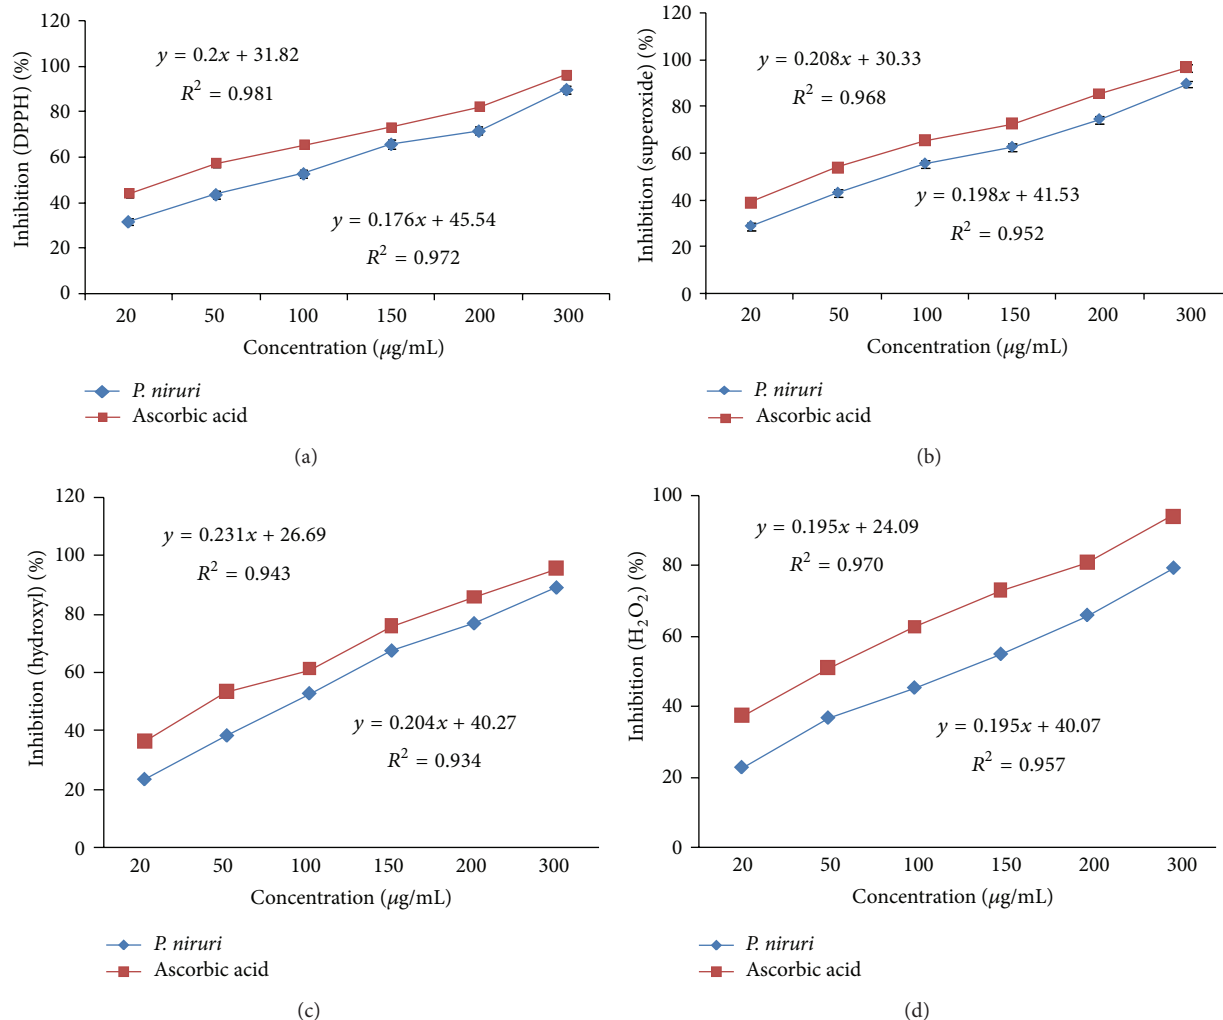 120
100
80
60
40
20
0
Inhibition (DPPH) (%)
y = 0.2x + 31.82
R² = 0.981
y = 0.176x + 45.54
R² = 0.972
20 50 100 150 200 300
Concentration (μg/mL)
P. niruri
Ascorbic acid
(a)
120
100
80
60
40
20
0
Inhibition (superoxide) (%)
y = 0.208x + 30.33
R² = 0.968
y = 0.198x + 41.53
R² = 0.952
20 50 100 150 200 300
Concentration (μg/mL)
P. niruri
Ascorbic acid
(b)
120
100
80
60
40
20
0
Inhibition (hydroxyl) (%)
y = 0.231x + 26.69
R² = 0.943
y = 0.204x + 40.27
R² = 0.934
20 50 100 150 200 300
Concentration (μg/mL)
P. niruri
Ascorbic acid
(c)
100
80
60
40
20
0
Inhibition (H₂O₂) (%)
y = 0.195x + 24.09
R² = 0.970
y = 0.195x + 40.07
R² = 0.957
20 50 100 150 200 300
Concentration (μg/mL)
P. niruri
Ascorbic acid
(d)